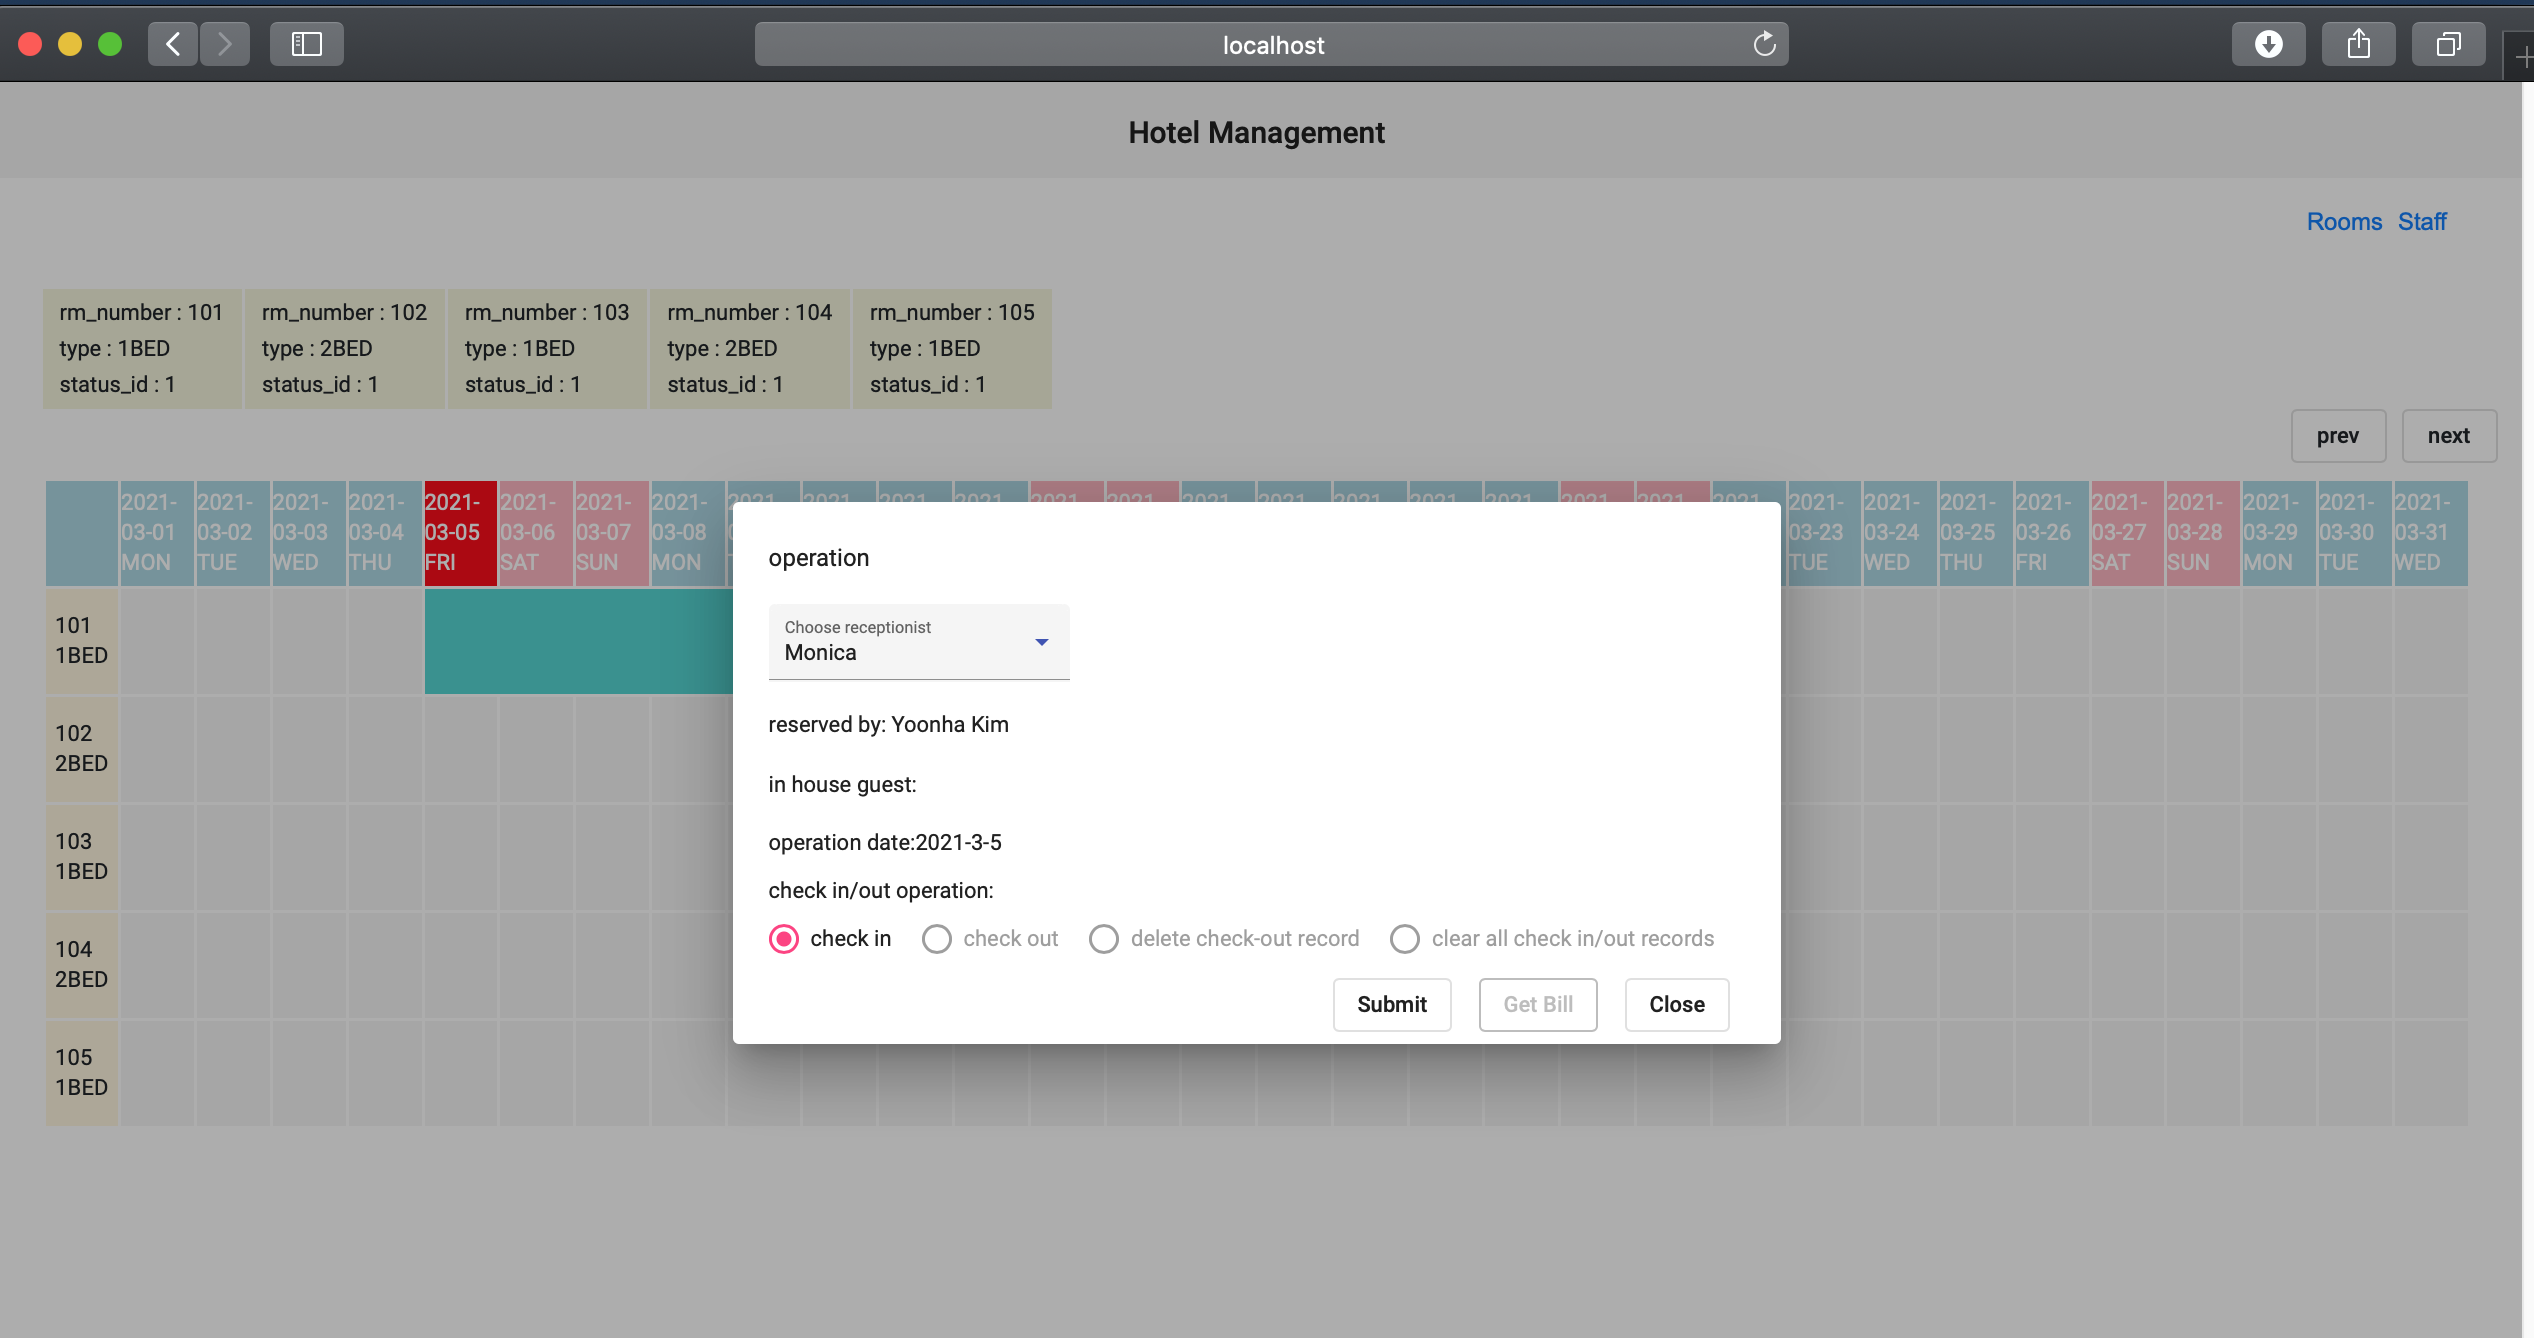 localhost
Hotel Management
Rooms Staff
rm_number : 101
type : 1BED
status_id : 1
rm_number : 102
type : 2BED
status_id : 1
rm_number : 103
type : 1BED
status_id : 1
rm_number : 104
type : 2BED
status_id : 1
rm_number : 105
type : 1BED
status_id : 1
prev
next
2021-
03-01
MON
2021-
03-02
TUE
2021-
03-03
WED
2021-
03-04
THU
2021-
03-05
FRI
2021-
03-06
SAT
2021-
03-07
SUN
2021-
03-08
MON
2021-
03-23
TUE
2021-
03-24
WED
2021-
03-25
THU
2021-
03-26
FRI
2021-
03-27
SAT
2021-
03-28
SUN
2021-
03-29
MON
2021-
03-30
TUE
2021-
03-31
WED
101
1BED
102
2BED
103
1BED
104
2BED
105
1BED
operation
Choose receptionist
Monica
reserved by: Yoonha Kim
in house guest:
operation date:2021-3-5
check in/out operation:
check in check out delete check-out record clear all check in/out records
Submit Get Bill Close